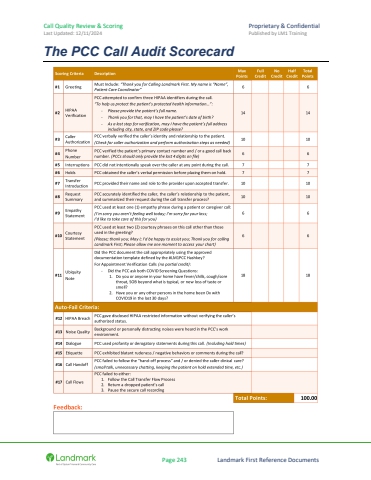 Call Quality Review & Scoring
Proprietary & Confidential
Last Updated: 12/11/2024
Published by LM1 Training
The PCC Call Audit Scorecard
Scoring Criteria
Description
Max Points
Full Credit
No Credit
Half Credit
Total Points
#1 Greeting
Must Include: "Thank you for Calling Landmark First. My name is "Name",
Patient Care Coordinator"
6 6
#2 HIPAA Verification
PCC attempted to confirm three HIPAA identifiers during the call.
"To help us protect the patient's protected health information…":
- Please provide the patient's full name.
- Thank you for that, may I have the patient's date of birth?
- As a last step for verification, may I have the patient's full address
including city, state, and ZIP code please?
14 14
#3 Caller Authorization
PCC verbally verified the caller's identity and relationship to the patient.
(Check for caller authorization and perform authorization steps as needed)
10 10
#4 Phone Number
PCC verified the patient's primary contact number and / or a good call back
number. (PCCs should only provide the last 4 digits on file)
6 6
#5 Interruptions
PCC did not intentionally speak over the caller at any point during the call.
7 7
#6 Holds
PCC obtained the caller's verbal permission before placing them on hold.
7 7
#7 Transfer Introduction
PCC provided their name and role to the provider upon accepted transfer.
10 10
#8 Request Summary
PCC accurately identified the caller, the caller's relationship to the patient,
and summarized their request during the call transfer process?
10 10
#9 Empathy Statement
PCC used at least one (1) empathy phrase during a patient or caregiver call:
(I'm sorry you aren't feeling well today; I'm sorry for your loss;
I'd like to take care of this for you)
6 6
#10 Courtesy Statement
PCC used at least two (2) courtesy phrases on this call other than those
used in the greeting?
(Please; thank you; May I; I'd be happy to assist you; Thank you for calling
Landmark First; Please allow me one moment to access your chart)
6 6
#11 Ubiquity Note
Did the PCC document the call appropriately using the approved
documentation template defined by the
For Appointment Verification Calls (no partial credit):
- Did the PCC ask both COVID Screening Questions:
1. Do you or anyone in your home have fever/chills, cough/sore
throat, SOB beyond what is typical, or new loss of taste or
smell?
2. Have you or any other persons in the home been Dx with
COVID19 in the last 30 days?
18 18
Auto-Fail Criteria:
#12 HIPAA Breach
PCC gave disclosed HIPAA restricted information without verifying the caller's
authorized status.
#13 Noise Quality
Background or personally distracting noises were heard in the PCC's work
environment.
#14 Dialogue
PCC used profanity or derogatory statements during this call. (Including hold times)
#15 Etiquette
PCC exhibited blatant rudeness / negative behaviors or comments during the call?
#16 Call Handoff
PCC failed to follow the "hand off process" and / or denied the caller clinical care?
(small talk, unnecessary chatting, keeping the patient on hold extended time, etc.)
#17 Call Flows
PCC failed to either:
1. Follow the Call Transfer Flow Process
2. Return a dropped patient's call
3. Pause the secure call recording
Total Points: 100.00
Feedback:
Landmark
Page 243
Landmark First Reference Documents